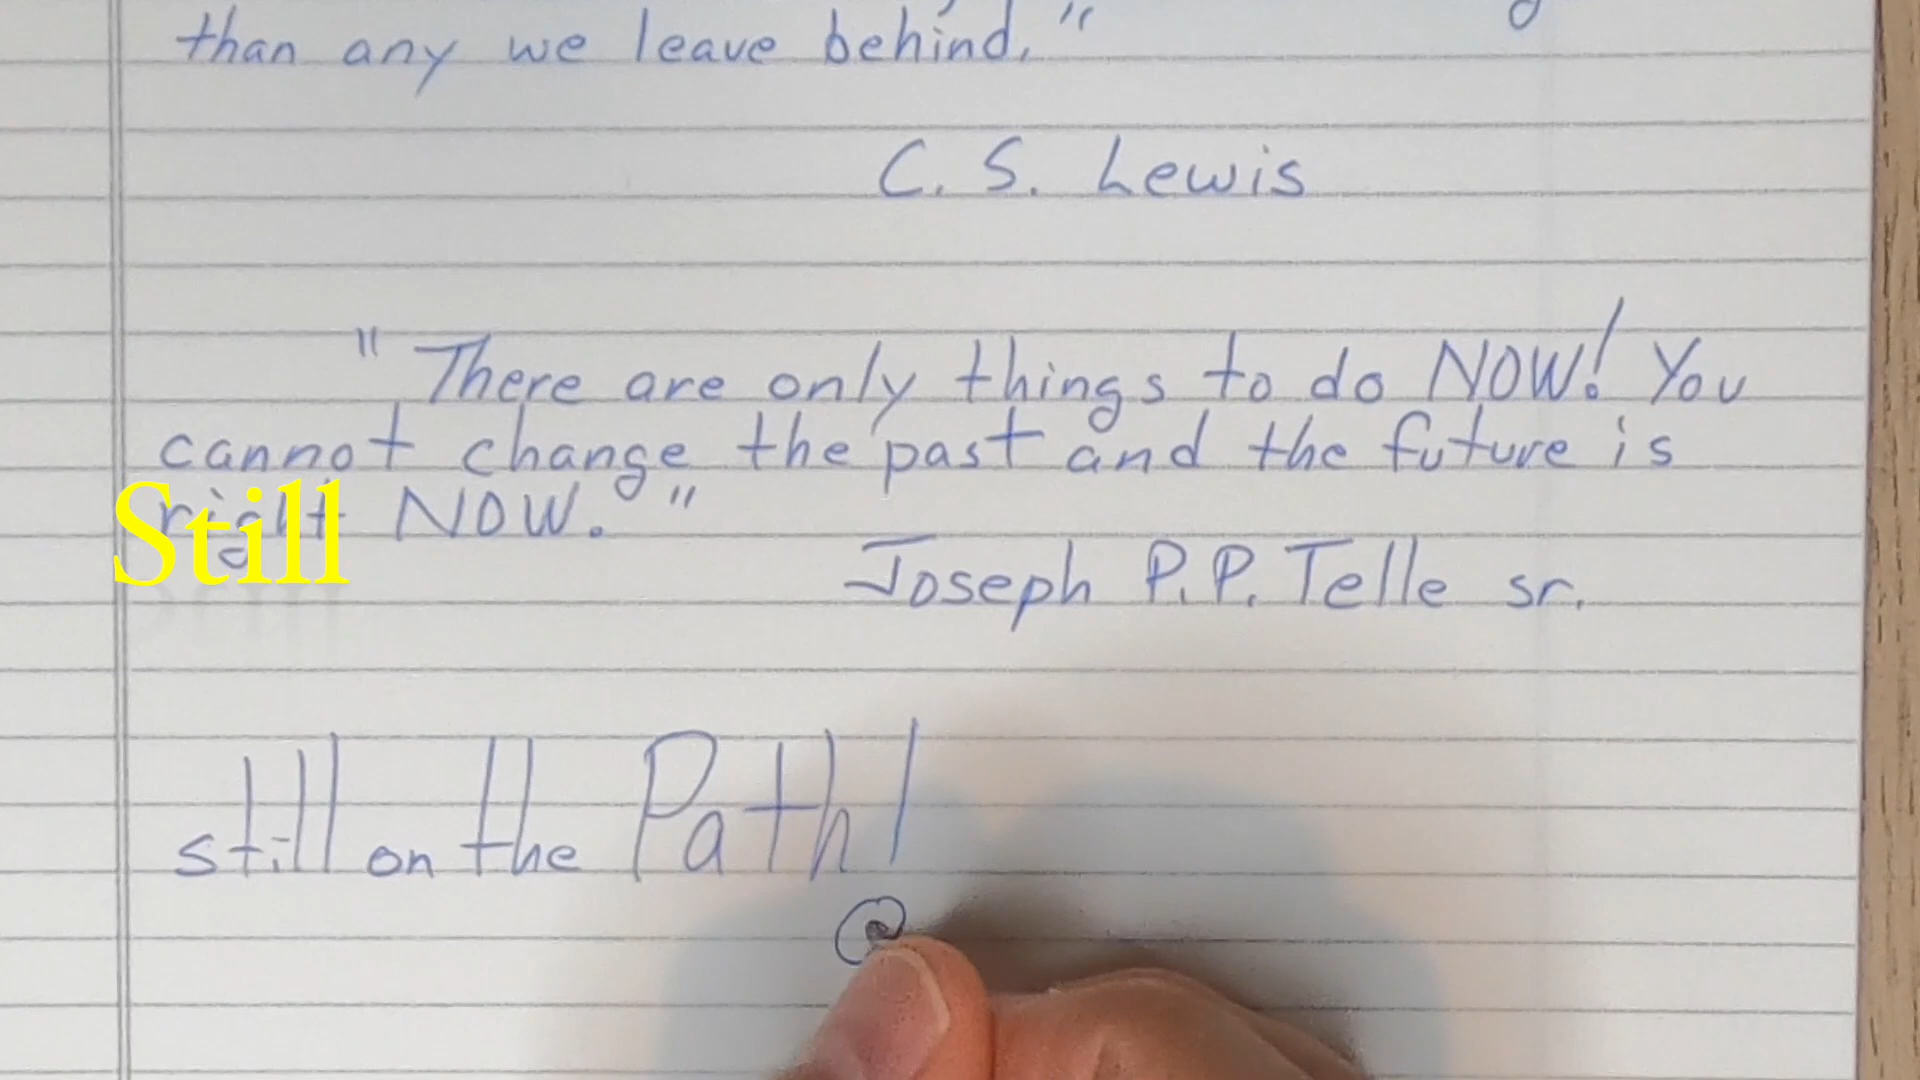 than any we leave behind."
C. S. Lewis
"There are only things to do NOW! You
cannot change the past and the future is
right NOW."
Still
Joseph P.P. Telle sr.
still on the Path!